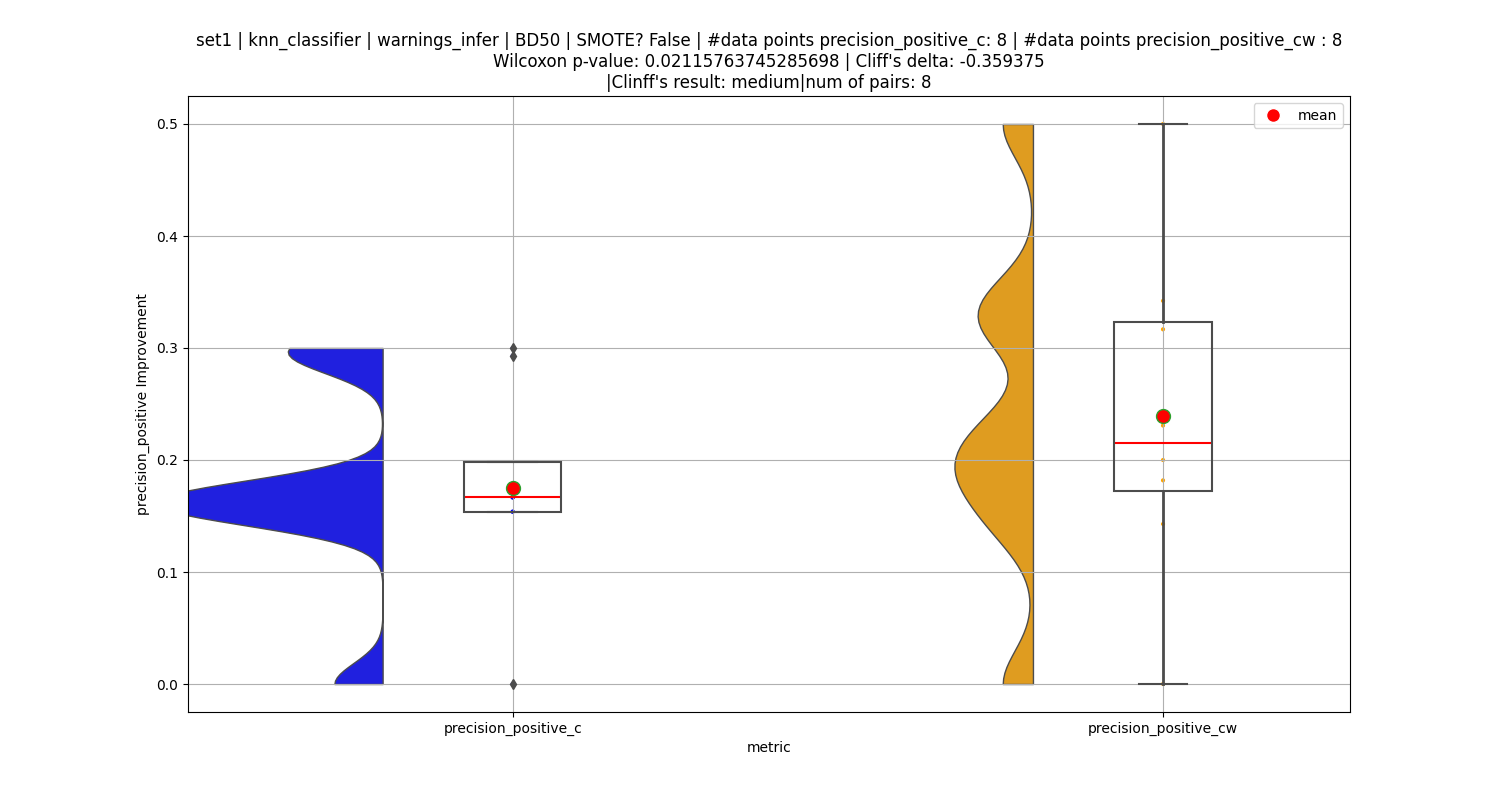 set1 | knn_classifier | warnings_infer | BD50 | SMOTE? False | #data points precision_positive_c: 8 | #data points precision_positive_cw : 8
Wilcoxon p-value: 0.02115763745285698 | Cliff's delta: -0.359375
|Clinff's result: medium|num of pairs: 8
mean
0.5
0.4
0.3
0.2
0.1
0.0
precision_positive Improvement
precision_positive_c
precision_positive_cw
metric